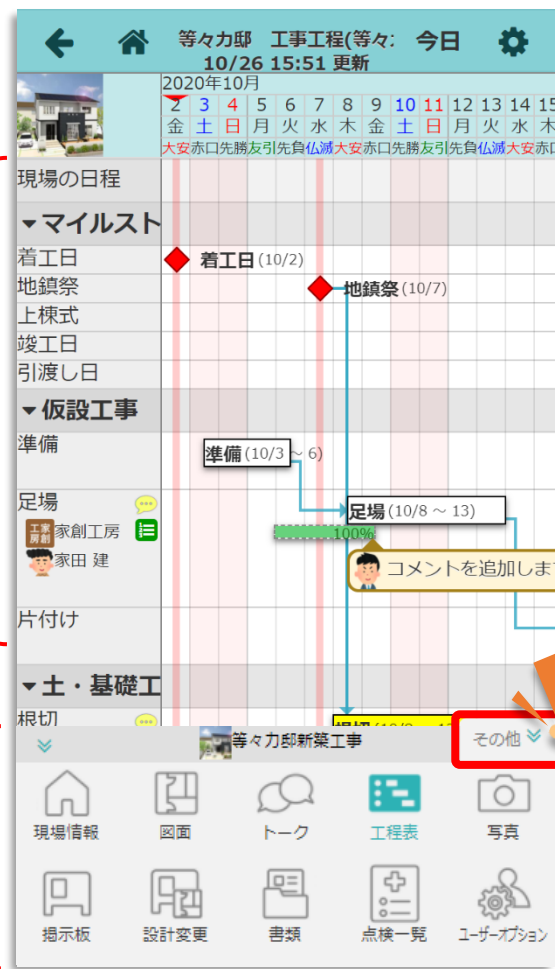 等々力邸 工事工程(等々: 今日
10/26 15:51 更新
2020年10月
2 3 4 5 6 7 8 9 10 11 12 13 14 15
金 土 日 月 火 水 木 金 土 日 月 火 水 木
大安 赤口 先勝 友引 先負 仏滅 大安 赤口 先勝 友引 先負 仏滅 大安 赤口
現場の日程
▼マイルスト
着工日 着工日(10/2)
地鎮祭 地鎮祭(10/7)
上棟式
竣工日
引渡し日
▼仮設工事
準備 準備(10/3 ~ 6)
足場 足場(10/8 ~ 13)
家創工房
100%
家田 建
コメントを追加しま
片付け
▼土・基礎工
根切
等々力邸新築工事 その他
現場情報 図面 トーク 工程表 写真
掲示板 設計変更 書類 点検一覧 ユーザーオプション